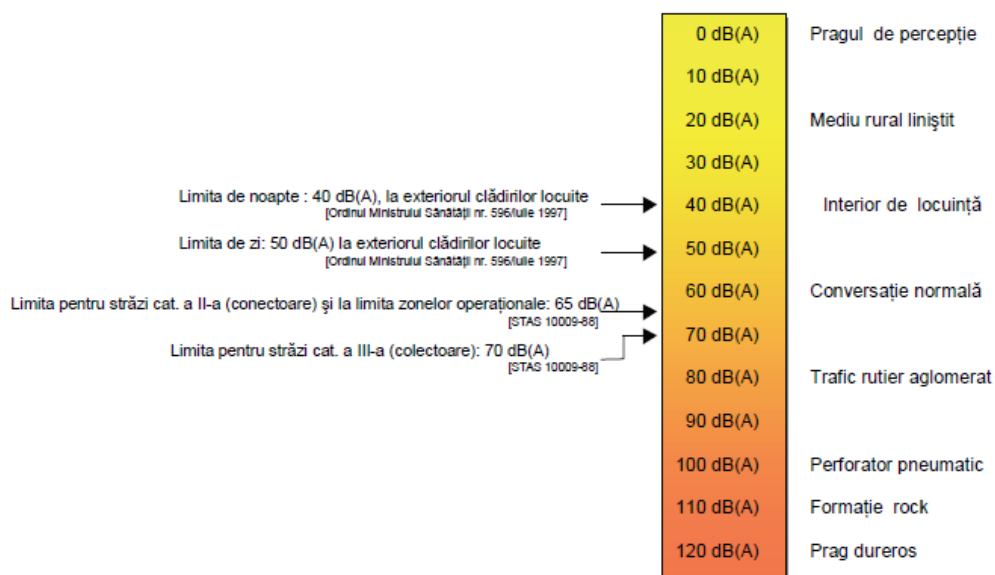 0 dB(A) Pragul de percepție
10 dB(A)
20 dB(A) Mediu rural liniştit
30 dB(A)
Limita de noapte : 40 dB(A), la exteriorul clădirilor locuite
[Ordinul Ministrului Sănătăţii nr. 596/iulie 1997]
40 dB(A) Interior de locuință
Limita de zi: 50 dB(A) la exteriorul clădirilor locuite
[Ordinul Ministrului Sănătăţii nr. 596/iulie 1997]
50 dB(A)
60 dB(A) Conversație normală
Limita pentru străzi cat. a II-a (conectoare) şi la limita zonelor operaționale: 65 dB(A)
[STAS 10009-88]
70 dB(A)
Limita pentru străzi cat. a III-a (colectoare): 70 dB(A)
[STAS 10009-88]
80 dB(A) Trafic rutier aglomerat
90 dB(A)
100 dB(A) Perforator pneumatic
110 dB(A) Formație rock
120 dB(A) Prag dureros